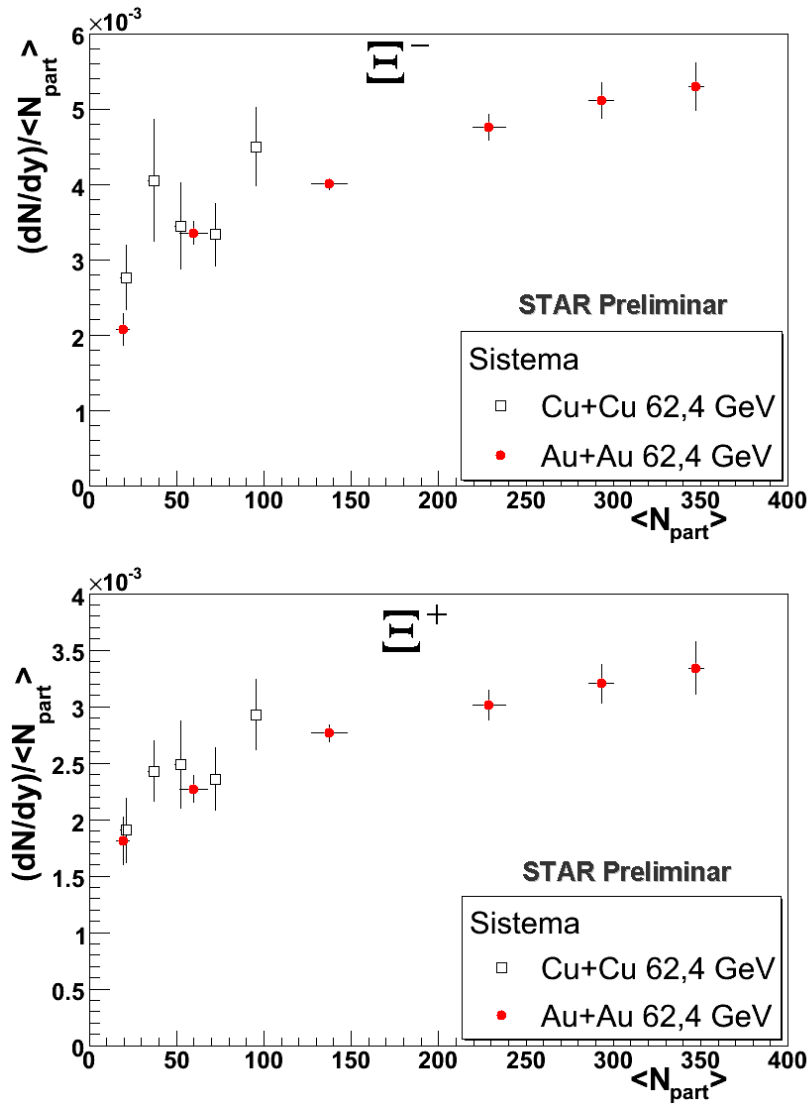 ×10⁻³
Ξ⁻
(dN/dy)/<N_part>
6
5
4
3
2
1
0
STAR Preliminar
Sistema
Cu+Cu 62,4 GeV
Au+Au 62,4 GeV
0 50 100 150 200 250 300 350 400
<N_part>
×10⁻³
Ξ⁺
(dN/dy)/<N_part>
4
3.5
3
2.5
2
1.5
1
0.5
0
STAR Preliminar
Sistema
Cu+Cu 62,4 GeV
Au+Au 62,4 GeV
0 50 100 150 200 250 300 350 400
<N_part>